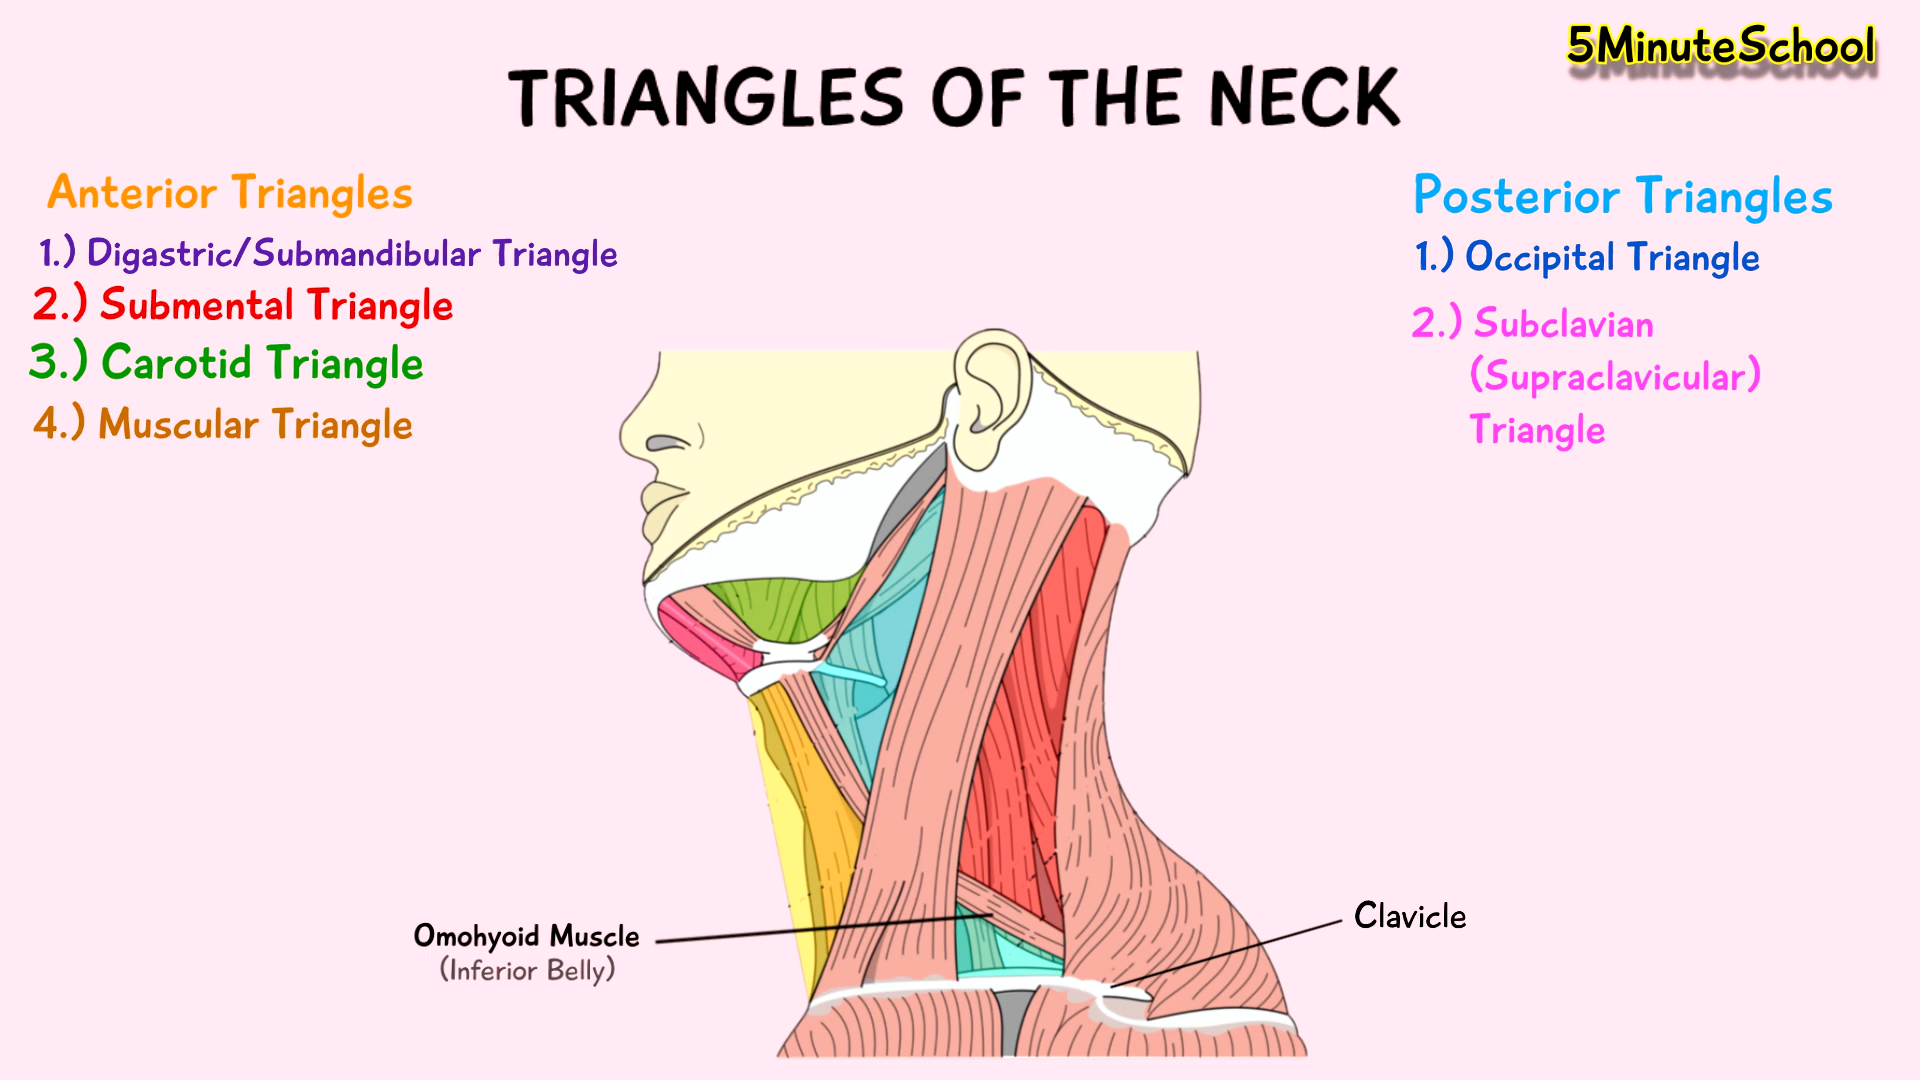 5MinuteSchool
TRIANGLES OF THE NECK
Anterior Triangles
1.) Digastric/Submandibular Triangle
2.) Submental Triangle
3.) Carotid Triangle
4.) Muscular Triangle
Posterior Triangles
1.) Occipital Triangle
2.) Subclavian
(Supraclavicular)
Triangle
Omohyoid Muscle
(Inferior Belly)
Clavicle